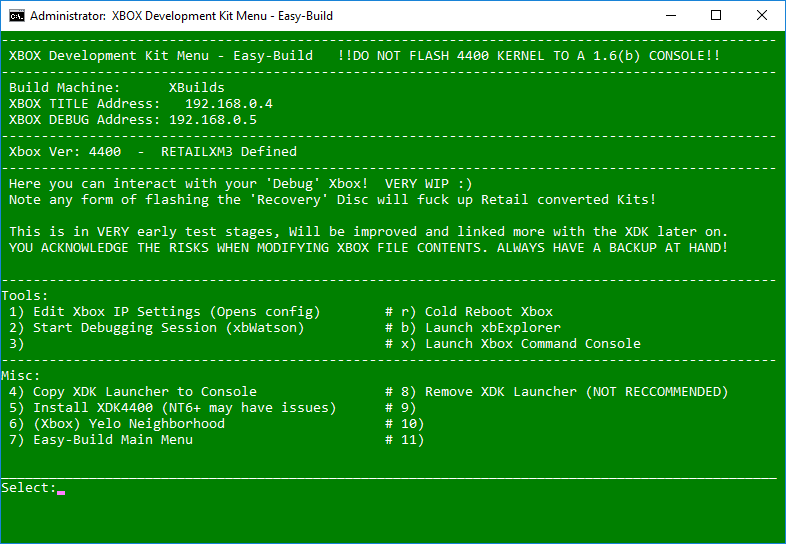 Administrator: XBOX Development Kit Menu - Easy-Build
-------------------------------------------------------------------------------------------------
XBOX Development Kit Menu - Easy-Build   !!DO NOT FLASH 4400 KERNEL TO A 1.6(b) CONSOLE!!
-------------------------------------------------------------------------------------------------
Build Machine:      XBuilds
XBOX TITLE Address:   192.168.0.4
XBOX DEBUG Address: 192.168.0.5
-------------------------------------------------------------------------------------------------
Xbox Ver: 4400  -  RETAILXM3 Defined
-------------------------------------------------------------------------------------------------
Here you can interact with your 'Debug' Xbox!  VERY WIP :)
Note any form of flashing the 'Recovery' Disc will fuck up Retail converted Kits!
This is in VERY early test stages, Will be improved and linked more with the XDK later on.
YOU ACKNOWLEDGE THE RISKS WHEN MODIFYING XBOX FILE CONTENTS. ALWAYS HAVE A BACKUP AT HAND!
-------------------------------------------------------------------------------------------------
Tools:
1) Edit Xbox IP Settings (Opens config)        # r) Cold Reboot Xbox
2) Start Debugging Session (xbWatson)          # b) Launch xbExplorer
3)                                             # x) Launch Xbox Command Console
-------------------------------------------------------------------------------------------------
Misc:
4) Copy XDK Launcher to Console                # 8) Remove XDK Launcher (NOT RECCOMMENDED)
5) Install XDK4400 (NT6+ may have issues)      # 9)
6) (Xbox) Yelo Neighborhood                    # 10)
7) Easy-Build Main Menu                        # 11)
_________________________________________________________________________________________________
Select: